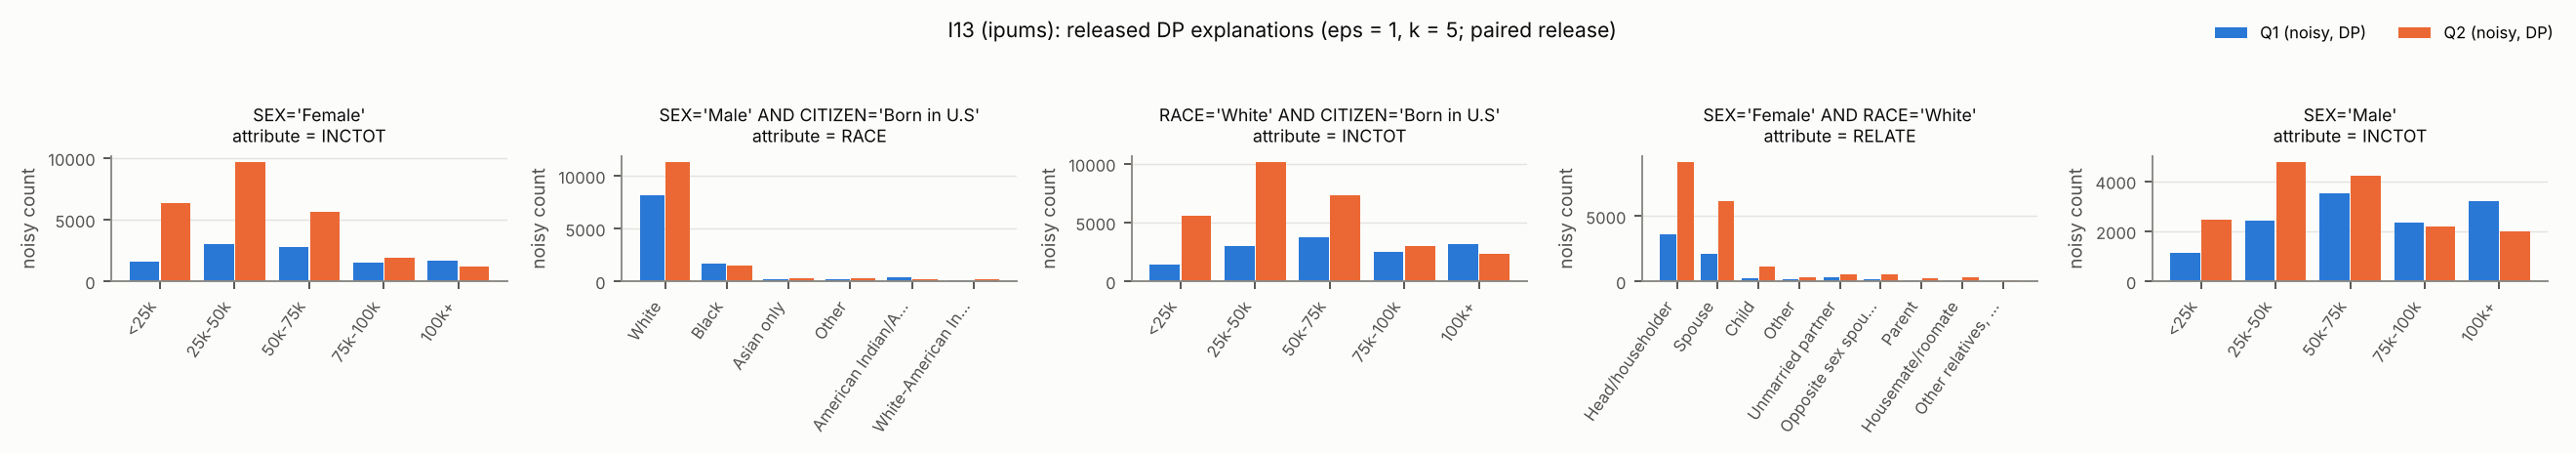 I13 (ipums): released DP explanations (eps = 1, k = 5; paired release)
Q1 (noisy, DP)
Q2 (noisy, DP)
SEX='Female'
attribute = INCTOT
noisy count
10000
5000
0
<25k
25k-50k
50k-75k
75k-100k
100k+
SEX='Male' AND CITIZEN='Born in U.S'
attribute = RACE
noisy count
10000
5000
0
White
Black
Asian only
Other
American Indian/A...
White-American In...
RACE='White' AND CITIZEN='Born in U.S'
attribute = INCTOT
noisy count
10000
5000
0
<25k
25k-50k
50k-75k
75k-100k
100k+
SEX='Female' AND RACE='White'
attribute = RELATE
noisy count
5000
0
Head/householder
Spouse
Child
Other
Unmarried partner
Opposite sex spou...
Parent
Housemate/roomate
Other relatives, ...
SEX='Male'
attribute = INCTOT
noisy count
4000
2000
0
<25k
25k-50k
50k-75k
75k-100k
100k+